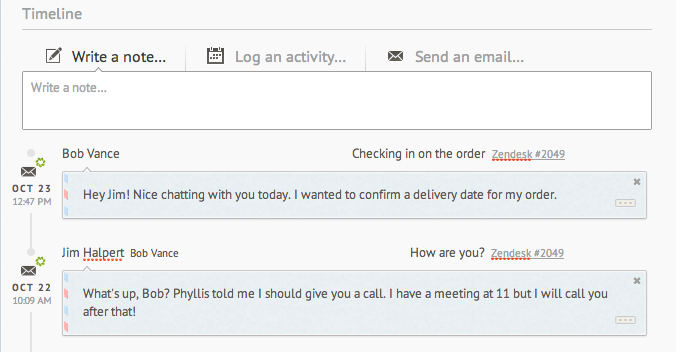 Timeline
Write a note... Log an activity... Send an email...
Write a note...
Bob Vance Checking in on the order Zendesk #2049
OCT 23
12:47 PM
Hey Jim! Nice chatting with you today. I wanted to confirm a delivery date for my order.
Jim Halpert Bob Vance How are you? Zendesk #2049
OCT 22
10:09 AM
What's up, Bob? Phyllis told me I should give you a call. I have a meeting at 11 but I will call you
after that!